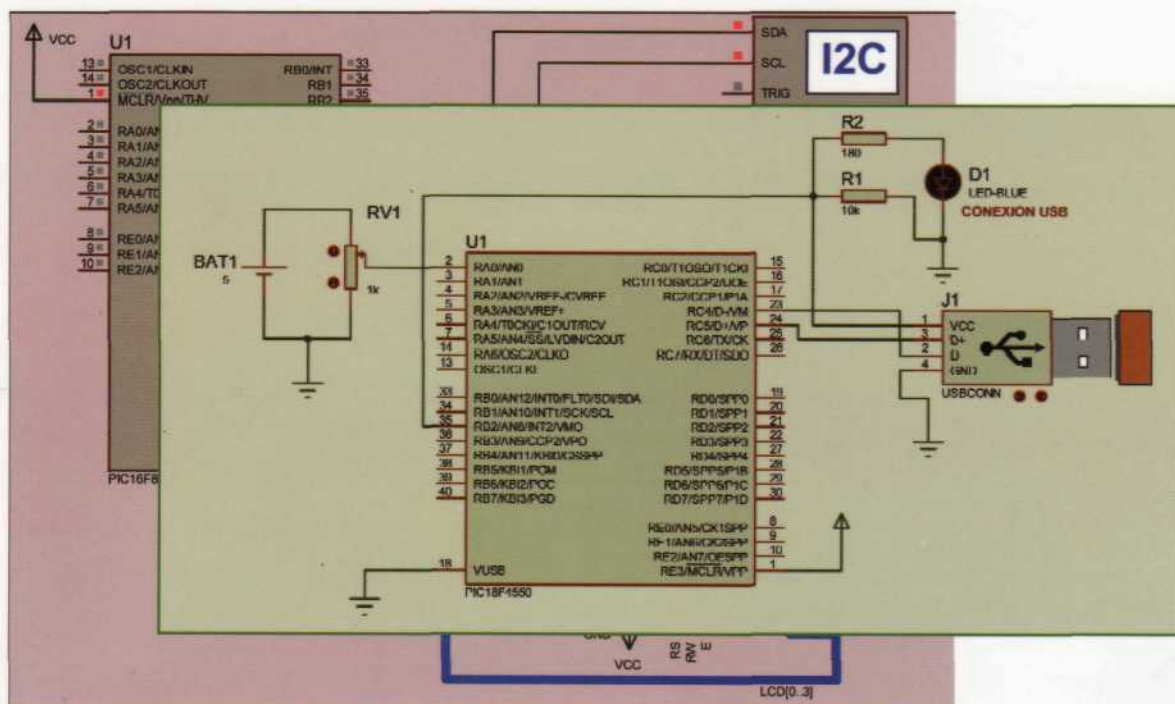 VCC
U1
13 OSC1/CLKIN
14 OSC2/CLKOUT
1 MCLR/Vpp/THV
RB0/INT 33
RB1 34
RB2 35
2 RA0/AN
3 RA1/AN
4 RA2/AN
5 RA3/AN
6 RA4/T0
7 RA5/AN
8 RE0/AN
9 RE1/AN
10 RE2/AN
PIC16F8
SDA
SCL
TRIG
I2C
BAT1
5
RV1
1k
R2
180
R1
10k
D1
LED-BLUE
CONEXION USB
U1
2 RA0/AN0
3 RA1/AN1
4 RA2/AN2/VREF-/CVREF
5 RA3/AN3/VREF+
6 RA4/T0CKI/C1OUT/RCV
7 RA5/AN4/SS/LVDIN/C2OUT
14 RA6/OSC2/CLKO
13 OSC1/CLKI
33 RB0/AN12/INT0/FLT0/SDI/SDA
34 RB1/AN10/INT1/SCK/SCL
35 RB2/AN8/INT2/VMO
36 RB3/AN9/CCP2/VPO
37 RB4/AN11/KBI0/CSSPP
38 RB5/KBI1/PGM
39 RB6/KBI2/PGC
40 RB7/KBI3/PGD
18 VUSB
RC0/T1OSO/T1CKI 15
RC1/T1OSI/CCP2/UOE 16
RC2/CCP1/P1A 17
RC4/D-/VM 23
RC5/D+/VP 24
RC6/TX/CK 25
RC7/RX/DT/SDO 26
RD0/SPP0 19
RD1/SPP1 20
RD2/SPP2 21
RD3/SPP3 22
RD4/SPP4 27
RD5/SPP5/P1B 28
RD6/SPP6/P1C 29
RD7/SPP7/P1D 30
RE0/AN5/CK1SPP 8
RE1/AN6/CK2SPP 9
RE2/AN7/OESPP 10
RE3/MCLR/VPP 1
PIC18F4550
J1
1 VCC
3 D+
2 D-
4 GND
USBCONN
GND
VCC
RS
RW
E
LCD[0..3]